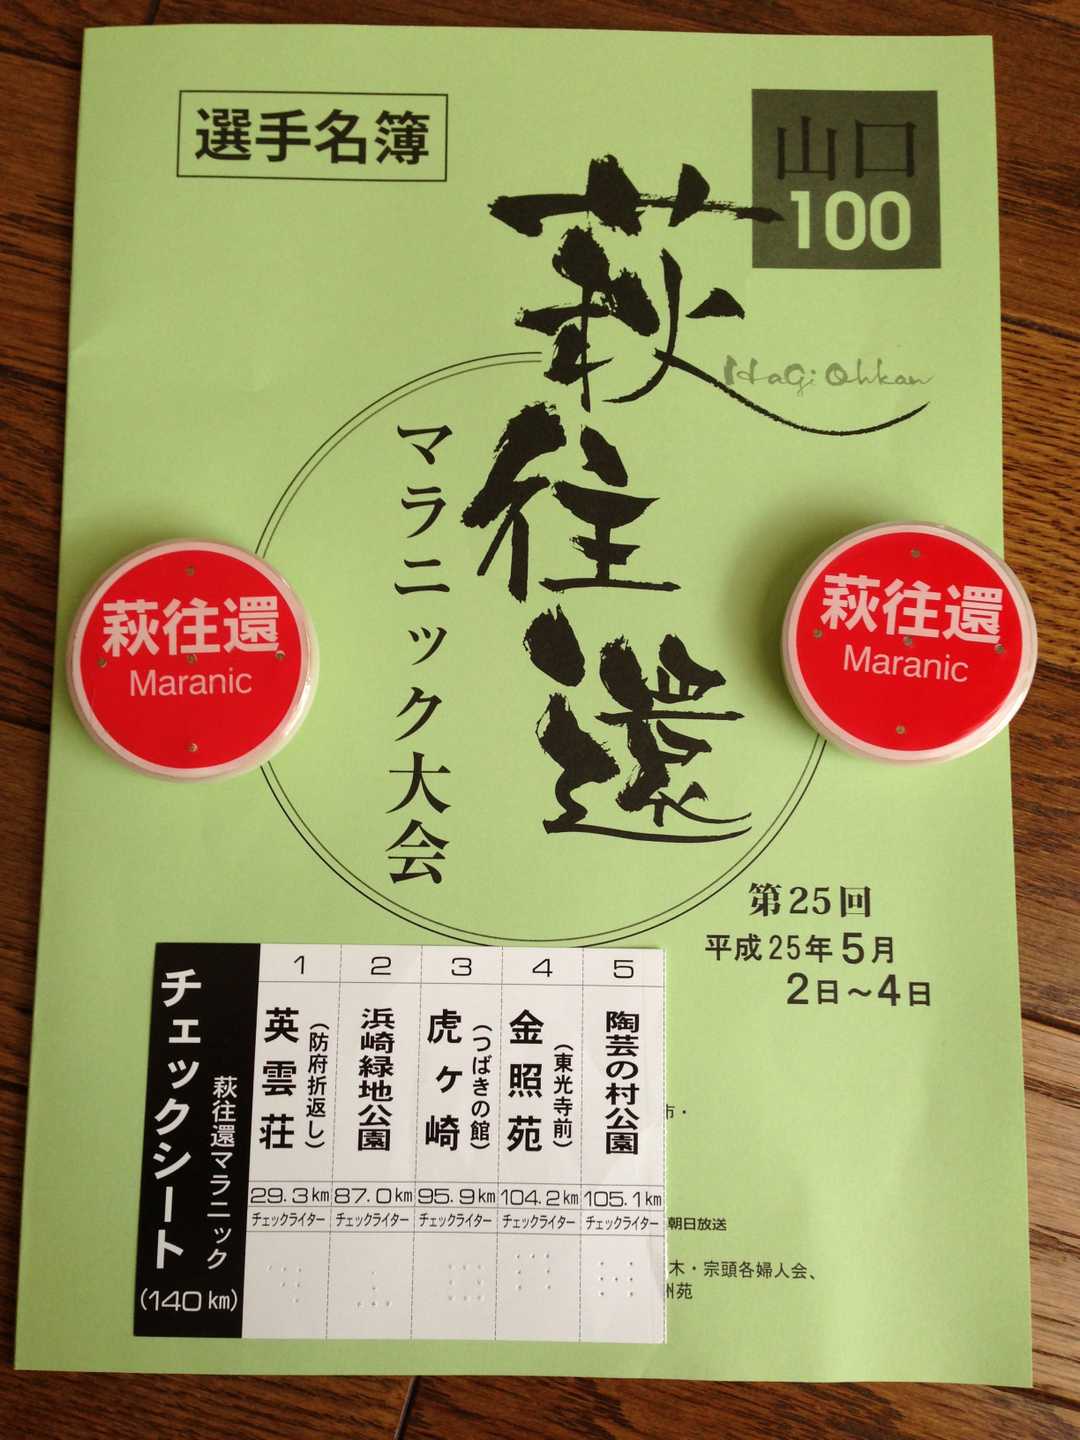 選手名簿
山口
100
萩往還
Hagi Ohkan
マラニック大会
萩往還
Maranic
萩往還
Maranic
第25回
平成25年5月
2日～4日
チェックシート
萩往還マラニック
(140km)
1
英雲荘
(防府折返し)
29.3km
チェックライター
2
浜崎緑地公園
87.0km
チェックライター
3
虎ヶ崎
(つばきの館)
95.9km
チェックライター
4
金照苑
(東光寺前)
104.2km
チェックライター
5
陶芸の村公園
105.1km
チェックライター
市・
朝日放送
木・宗頭各婦人会、
州苑